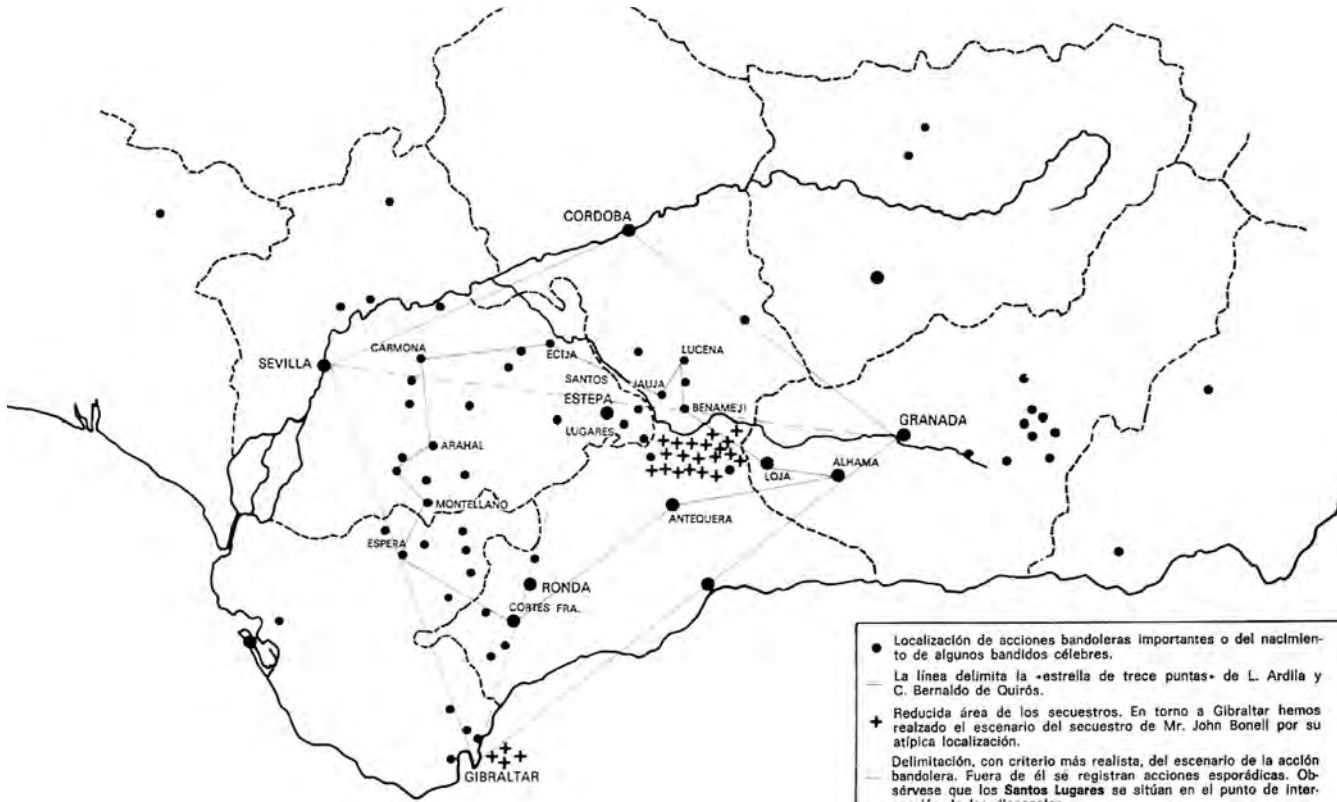 CORDOBA
SEVILLA
CARMONA
ECIJA
LUCENA
SANTOS
JAUJA
ESTEPA
BENAMEJI
LUGARES
GRANADA
ARAHAL
ALHAMA
LOJA
MONTELLANO
ANTEQUERA
ESPERA
RONDA
CORTES FRA.
GIBRALTAR
Localización de acciones bandoleras importantes o del nacimien-
to de algunos bandidos célebres.
La línea delimita la «estrella de trece puntas» de L. Ardila y
C. Bernaldo de Quirós.
Reducida área de los secuestros. En torno a Gibraltar hemos
realzado el escenario del secuestro de Mr. John Bonell por su
atípica localización.
Delimitación, con criterio más realista, del escenario de la acción
bandolera. Fuera de él se registran acciones esporádicas. Ob-
sérvese que los Santos Lugares se sitúan en el punto de inter-